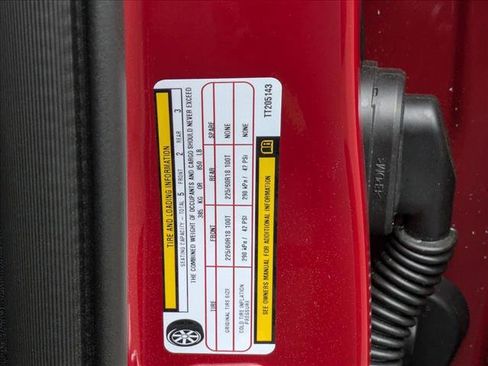 TIRE AND LOADING INFORMATION
SEATING CAPACITY – TOTAL 5 FRONT 2 REAR 3
THE COMBINED WEIGHT OF OCCUPANTS AND CARGO SHOULD NEVER EXCEED
385 KG OR 850 LB
TIRE FRONT REAR SPARE
ORIGINAL TIRE SIZE 225/60R18 100T 225/60R18 100T NONE
COLD TIRE INFLATION PRESSURE 290 kPa / 42 PSI 290 kPa / 42 PSI NONE
SEE OWNERS MANUAL FOR ADDITIONAL INFORMATION
TT205143